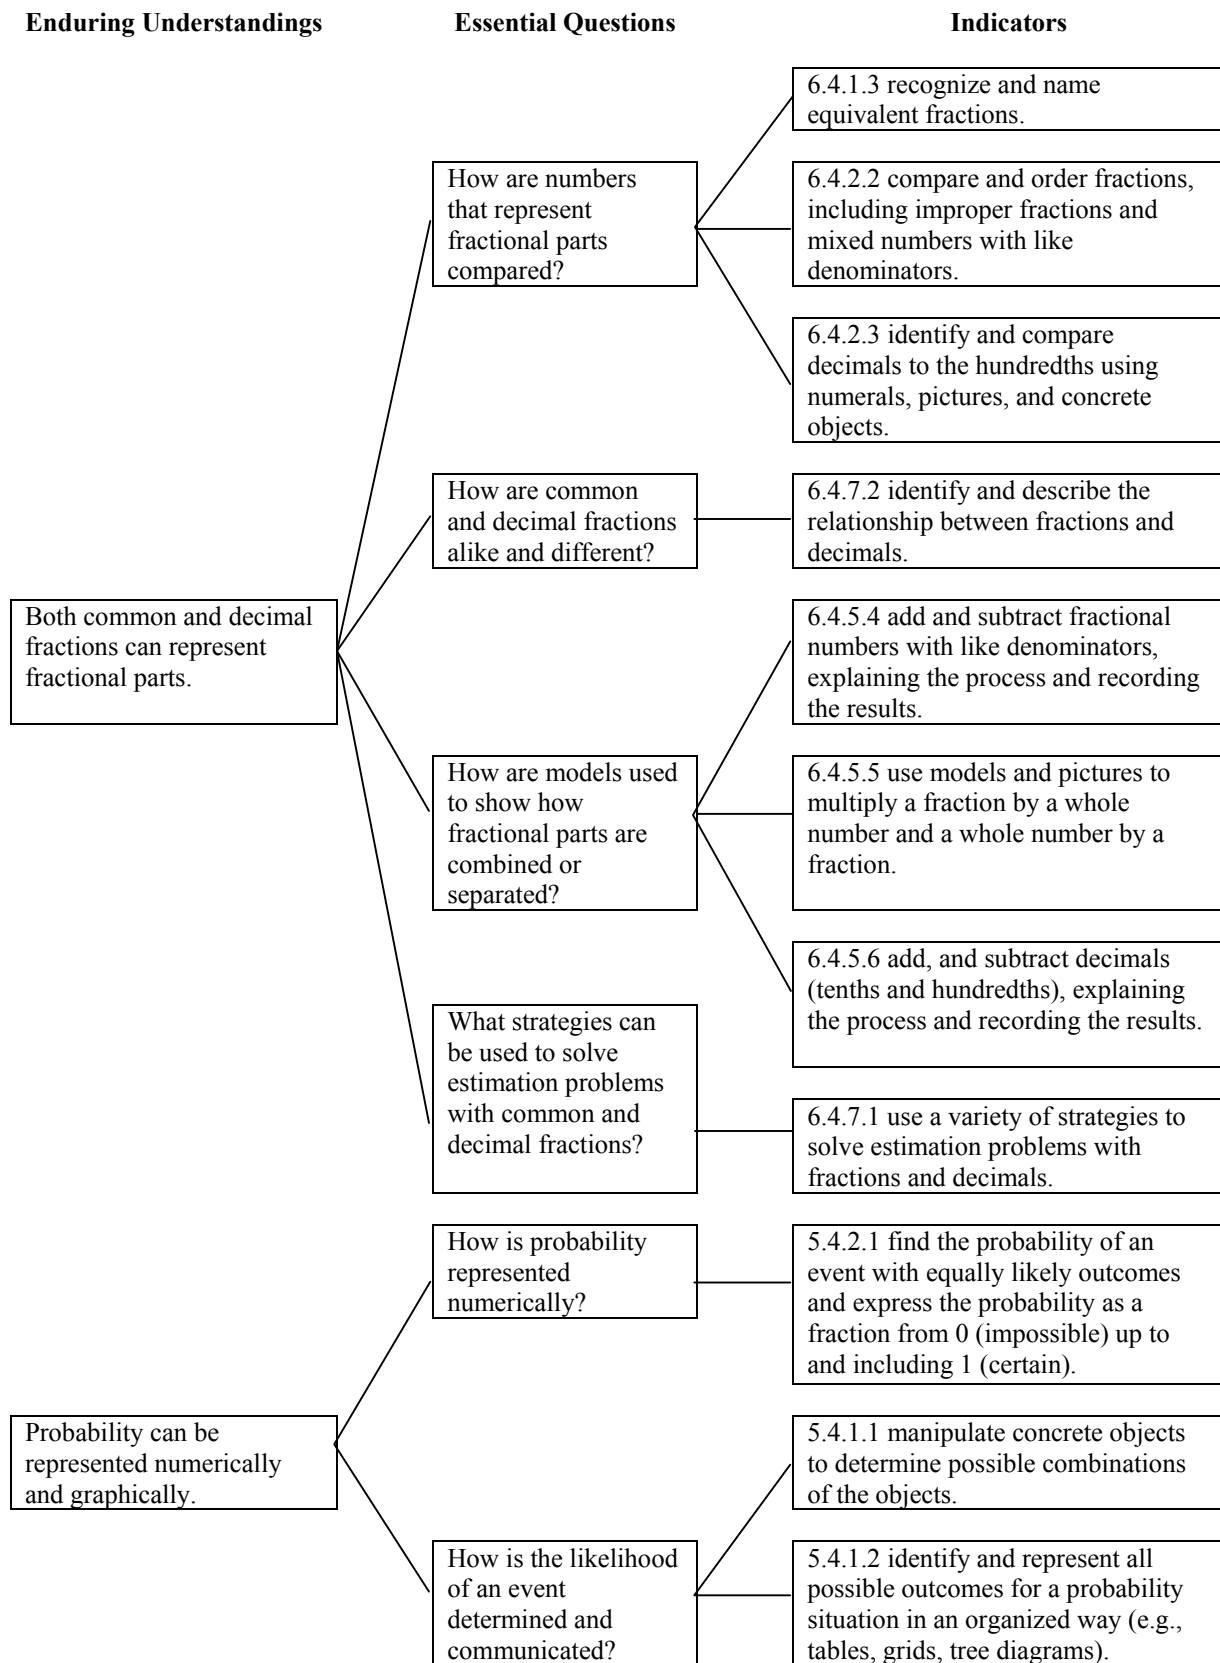 Enduring Understandings
Essential Questions
Indicators
6.4.1.3 recognize and name
equivalent fractions.
How are numbers
that represent
fractional parts
compared?
6.4.2.2 compare and order fractions,
including improper fractions and
mixed numbers with like
denominators.
6.4.2.3 identify and compare
decimals to the hundredths using
numerals, pictures, and concrete
objects.
How are common
and decimal fractions
alike and different?
6.4.7.2 identify and describe the
relationship between fractions and
decimals.
Both common and decimal
fractions can represent
fractional parts.
6.4.5.4 add and subtract fractional
numbers with like denominators,
explaining the process and recording
the results.
How are models used
to show how
fractional parts are
combined or
separated?
6.4.5.5 use models and pictures to
multiply a fraction by a whole
number and a whole number by a
fraction.
6.4.5.6 add, and subtract decimals
(tenths and hundredths), explaining
the process and recording the results.
What strategies can
be used to solve
estimation problems
with common and
decimal fractions?
6.4.7.1 use a variety of strategies to
solve estimation problems with
fractions and decimals.
How is probability
represented
numerically?
5.4.2.1 find the probability of an
event with equally likely outcomes
and express the probability as a
fraction from 0 (impossible) up to
and including 1 (certain).
Probability can be
represented numerically
and graphically.
5.4.1.1 manipulate concrete objects
to determine possible combinations
of the objects.
How is the likelihood
of an event
determined and
communicated?
5.4.1.2 identify and represent all
possible outcomes for a probability
situation in an organized way (e.g.,
tables, grids, tree diagrams).